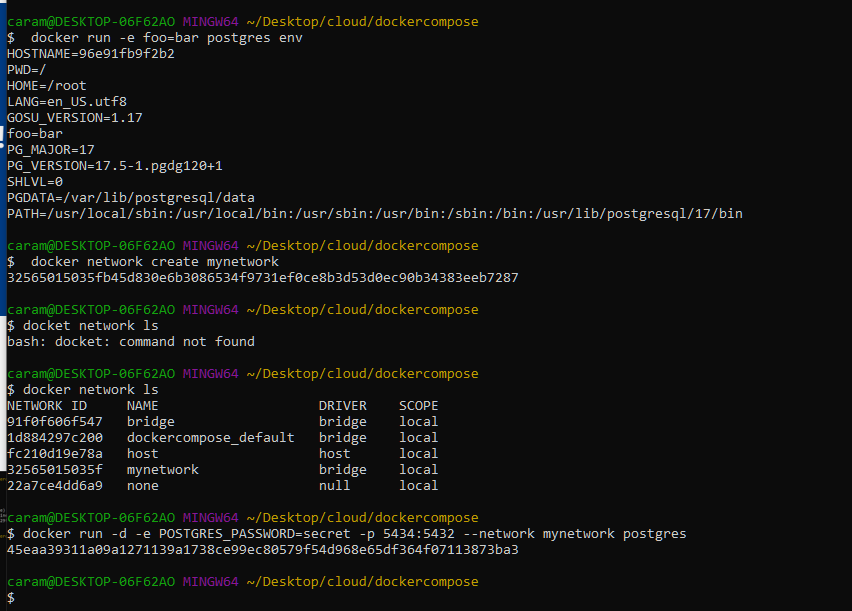 caram@DESKTOP-06F62AO MINGW64 ~/Desktop/cloud/dockercompose
$  docker run -e foo=bar postgres env
HOSTNAME=96e91fb9f2b2
PWD=/
HOME=/root
LANG=en_US.utf8
GOSU_VERSION=1.17
foo=bar
PG_MAJOR=17
PG_VERSION=17.5-1.pgdg120+1
SHLVL=0
PGDATA=/var/lib/postgresql/data
PATH=/usr/local/sbin:/usr/local/bin:/usr/sbin:/usr/bin:/sbin:/bin:/usr/lib/postgresql/17/bin
caram@DESKTOP-06F62AO MINGW64 ~/Desktop/cloud/dockercompose
$  docker network create mynetwork
32565015035fb45d830e6b3086534f9731ef0ce8b3d53d0ec90b34383eeb7287
caram@DESKTOP-06F62AO MINGW64 ~/Desktop/cloud/dockercompose
$ docket network ls
bash: docket: command not found
caram@DESKTOP-06F62AO MINGW64 ~/Desktop/cloud/dockercompose
$ docker network ls
NETWORK ID     NAME                    DRIVER    SCOPE
91f0f606f547   bridge                  bridge    local
1d884297c200   dockercompose_default   bridge    local
fc210d19e78a   host                    host      local
32565015035f   mynetwork               bridge    local
22a7ce4dd6a9   none                    null      local
caram@DESKTOP-06F62AO MINGW64 ~/Desktop/cloud/dockercompose
$ docker run -d -e POSTGRES_PASSWORD=secret -p 5434:5432 --network mynetwork postgres
45eaa39311a09a1271139a1738ce99ec80579f54d968e65df364f07113873ba3
caram@DESKTOP-06F62AO MINGW64 ~/Desktop/cloud/dockercompose
$